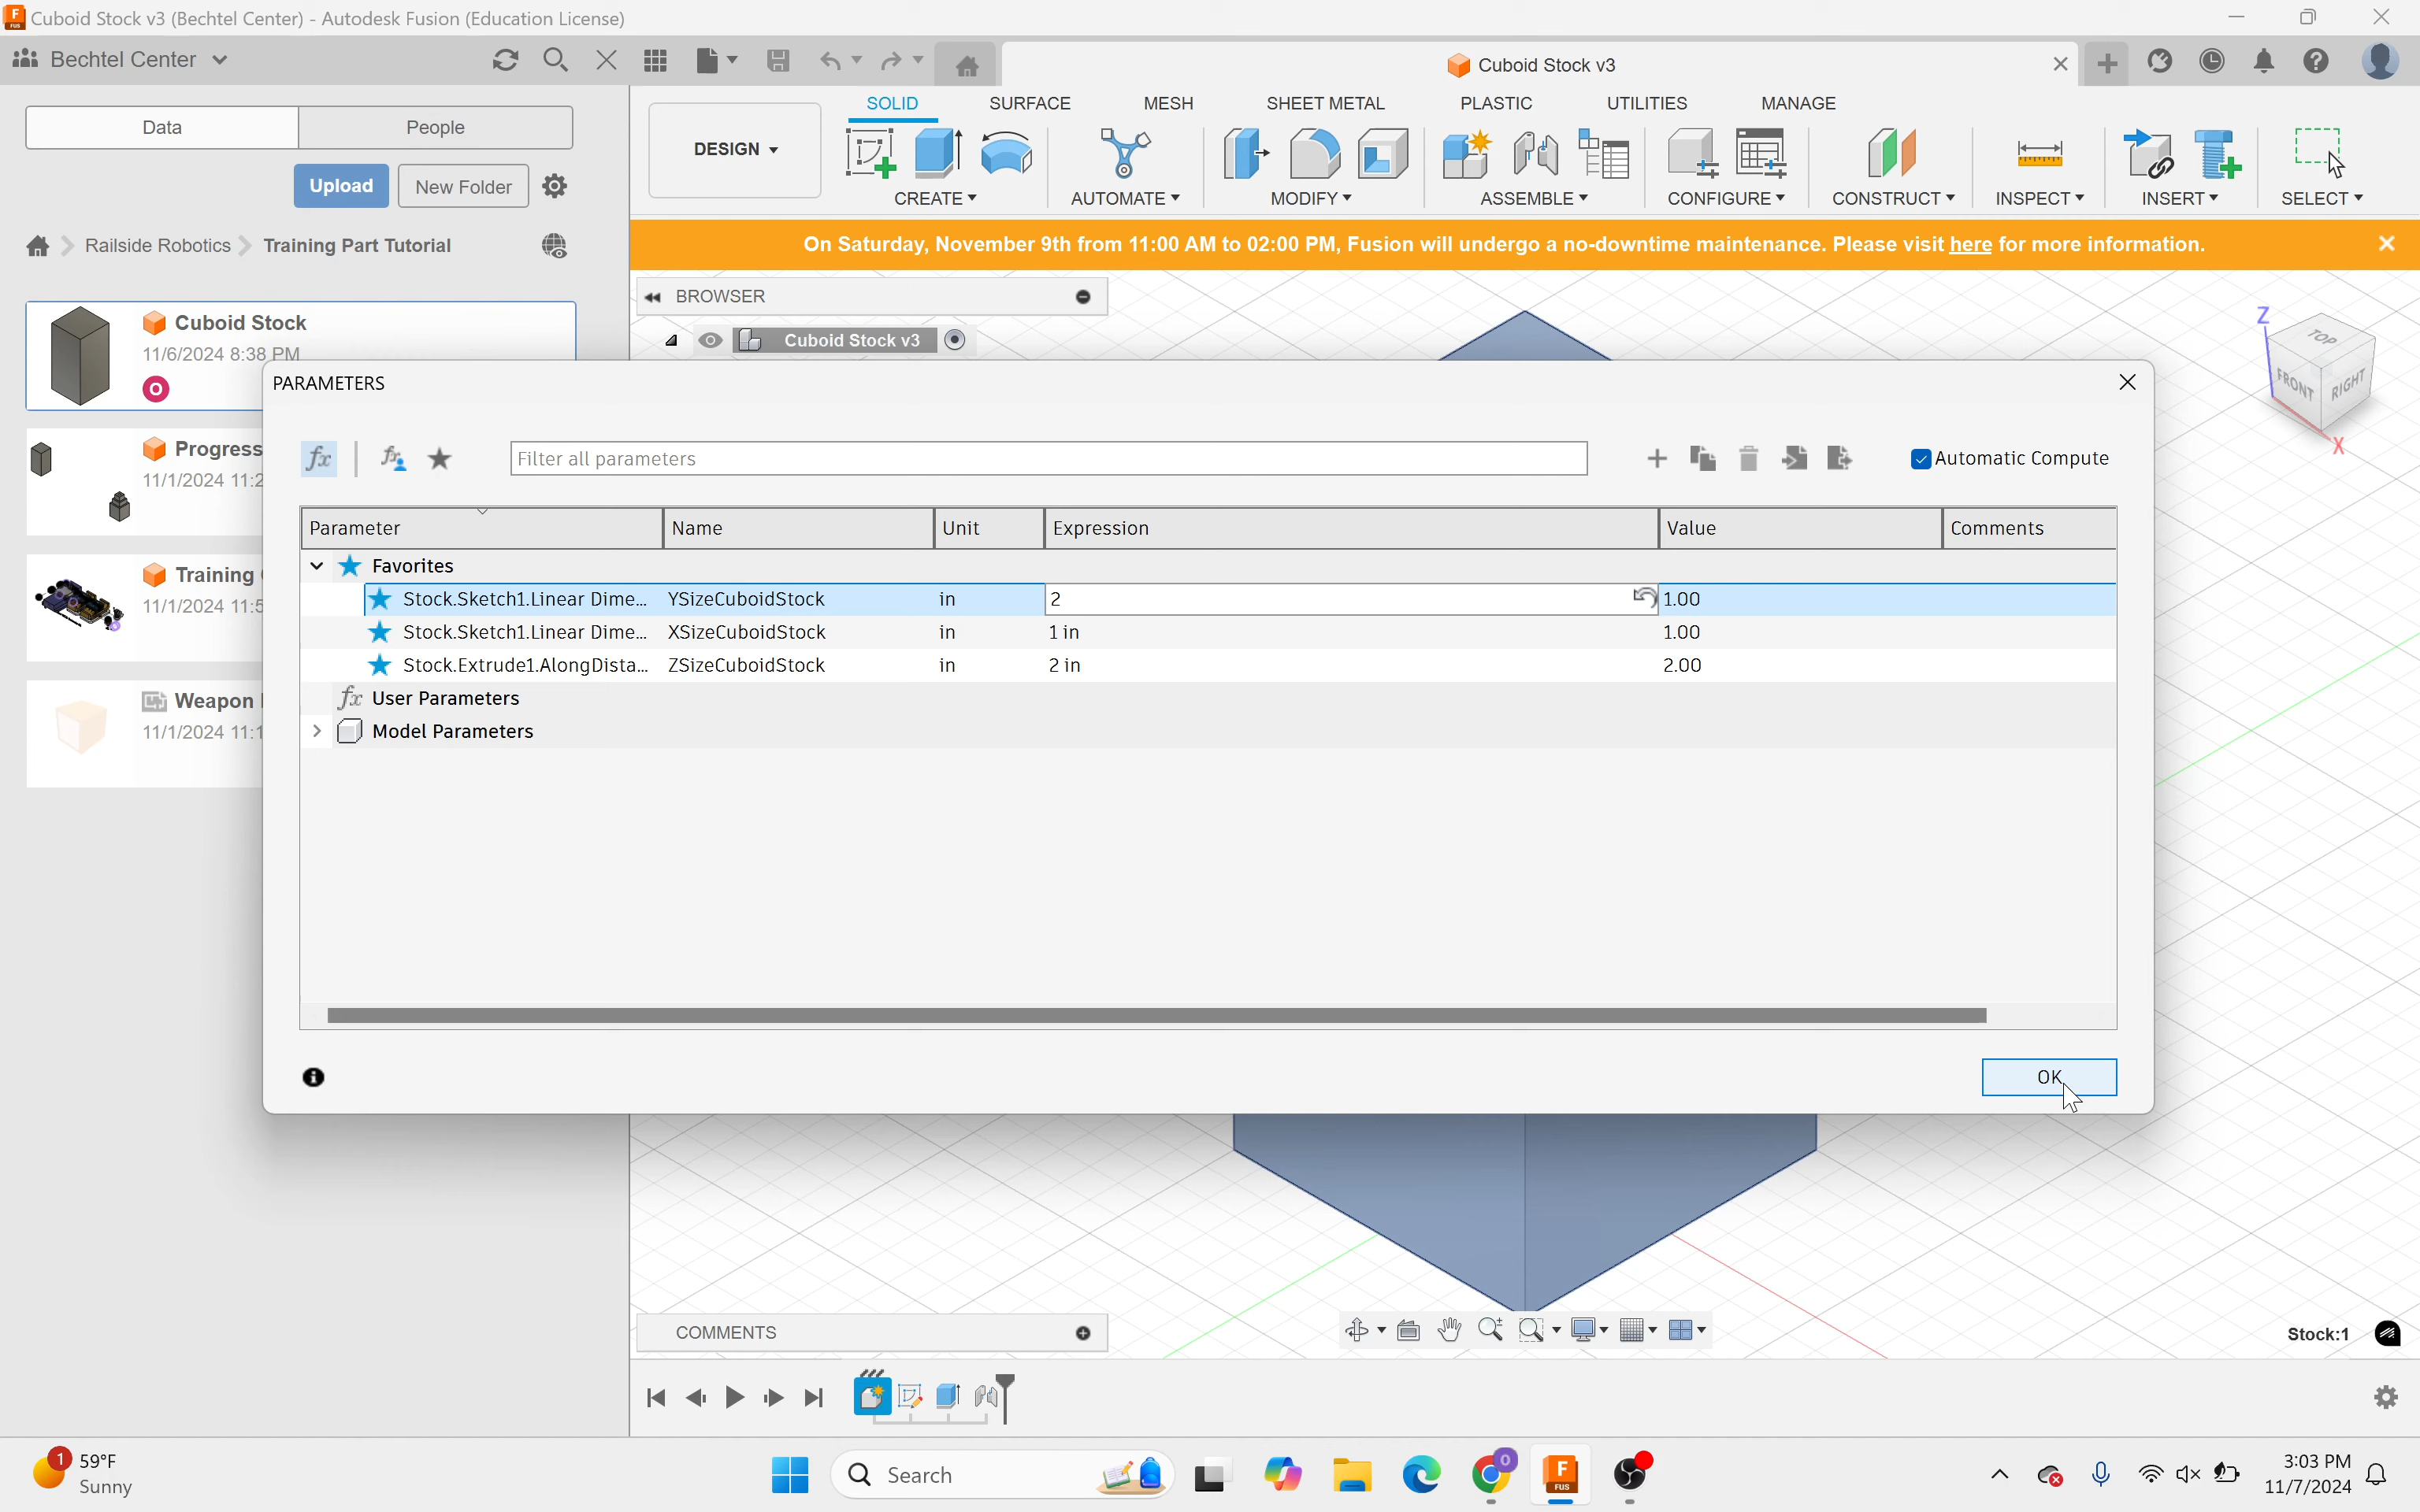 Cuboid Stock v3 (Bechtel Center) - Autodesk Fusion (Education License)
Bechtel Center
Cuboid Stock v3
Data
People
Upload
New Folder
Railside Robotics
Training Part Tutorial
DESIGN
SOLID
SURFACE
MESH
SHEET METAL
PLASTIC
UTILITIES
MANAGE
CREATE
AUTOMATE
MODIFY
ASSEMBLE
CONFIGURE
CONSTRUCT
INSPECT
INSERT
SELECT
On Saturday, November 9th from 11:00 AM to 02:00 PM, Fusion will undergo a no-downtime maintenance. Please visit here for more information.
BROWSER
Cuboid Stock v3
Z
TOP
FRONT
RIGHT
X
Cuboid Stock
11/6/2024 8:38 PM
O
Progress
11/1/2024 11:2
Training
11/1/2024 11:5
Weapon
11/1/2024 11:1
PARAMETERS
fx
Filter all parameters
Automatic Compute
Parameter
Name
Unit
Expression
Value
Comments
Favorites
Stock.Sketch1.Linear Dime... YSizeCuboidStock in 2 1.00
Stock.Sketch1.Linear Dime... XSizeCuboidStock in 1 in 1.00
Stock.Extrude1.AlongDista... ZSizeCuboidStock in 2 in 2.00
fx User Parameters
Model Parameters
OK
COMMENTS
Stock:1
1
59°F
Sunny
Search
O
F
FUS
3:03 PM
11/7/2024